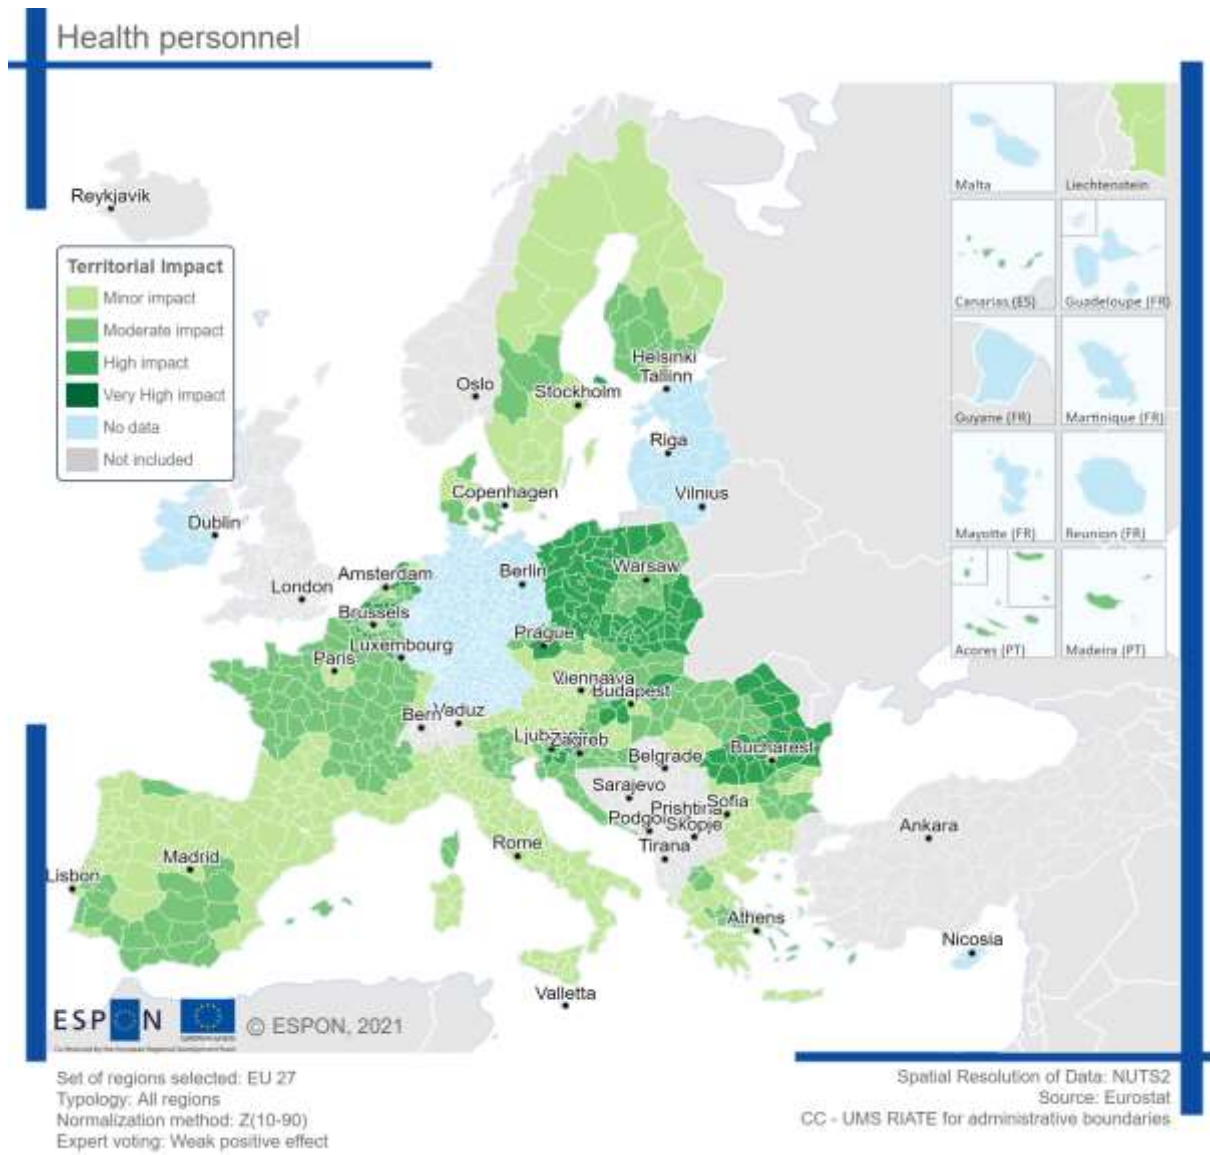 Health personnel
Reykjavik
Territorial Impact
Minor impact
Moderate impact
High impact
Very High impact
No data
Not included
Malta
Liechtenstein
Canarias (ES)
Guadeloupe (FR)
Guyane (FR)
Martinique (FR)
Mayotte (FR)
Reunion (FR)
Acores (PT)
Madeira (PT)
Helsinki
Tallinn
Oslo
Stockholm
Riga
Vilnius
Copenhagen
Dublin
London
Amsterdam
Berlin
Warsaw
Brussels
Prague
Luxembourg
Paris
Vienna
Budapest
Bern
Vaduz
Zagreb
Belgrade
Bucharest
Sarajevo
Sofia
Prishtina
Skopje
Tirana
Rome
Madrid
Lisbon
Ankara
Athens
Nicosia
Valletta
ESPON
© ESPON, 2021
Set of regions selected: EU 27
Typology: All regions
Normalization method: Z(10-90)
Expert voting: Weak positive effect
Spatial Resolution of Data: NUTS2
Source: Eurostat
CC - UMS RIATE for administrative boundaries